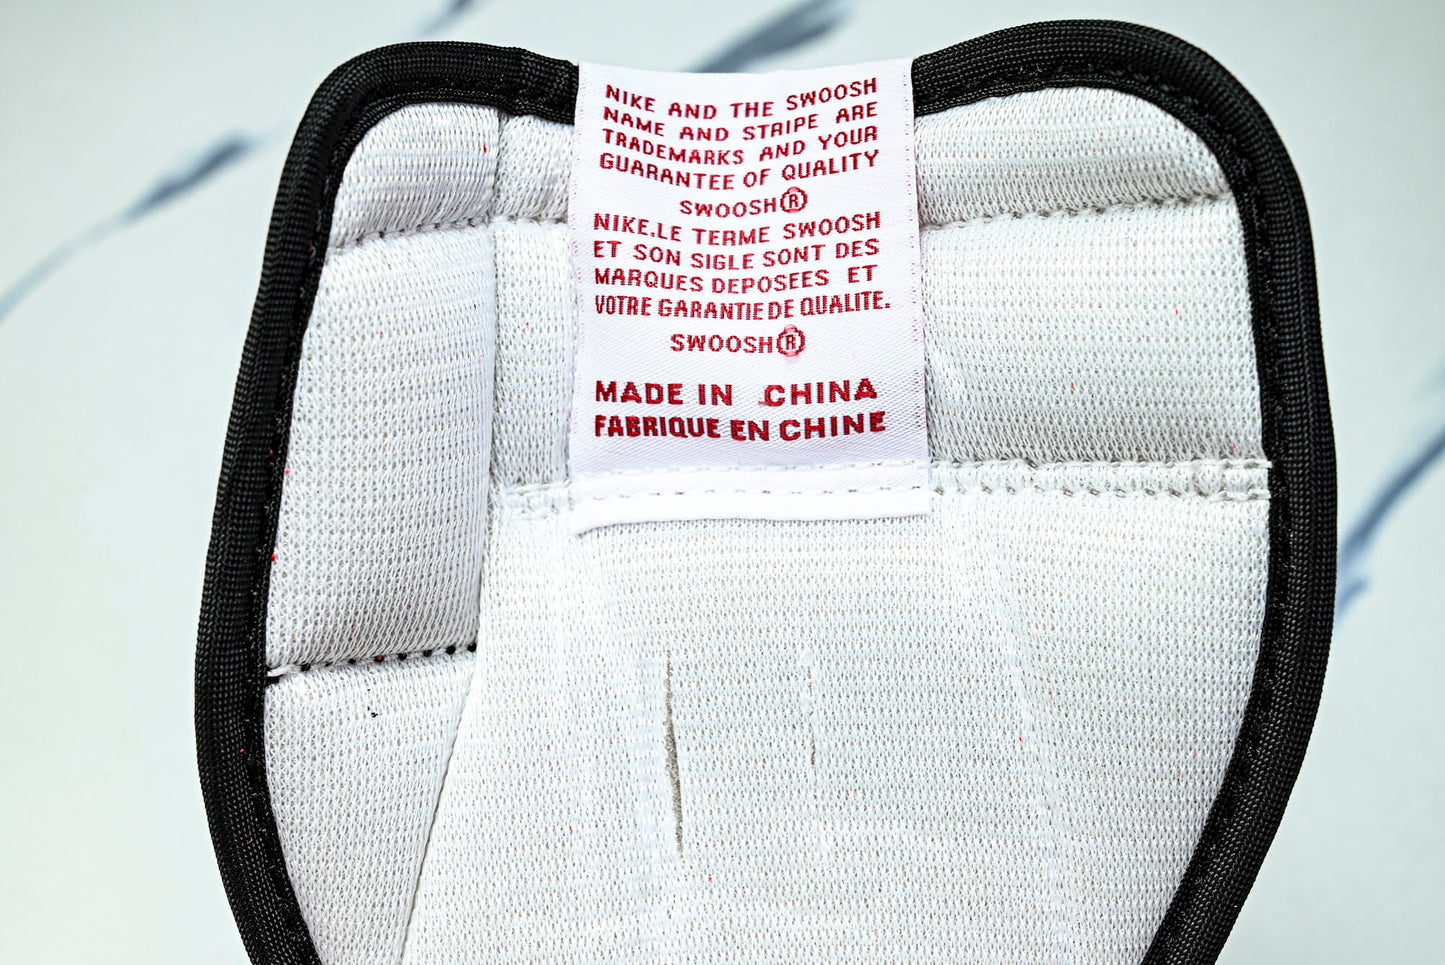 NIKE AND THE SWOOSH
NAME AND STRIPE ARE
TRADEMARKS AND YOUR
GUARANTEE OF QUALITY
SWOOSH®
NIKE.LE TERME SWOOSH
ET SON SIGLE SONT DES
MARQUES DEPOSEES ET
VOTRE GARANTIE DE QUALITE.
SWOOSH®
MADE IN CHINA
FABRIQUE EN CHINE